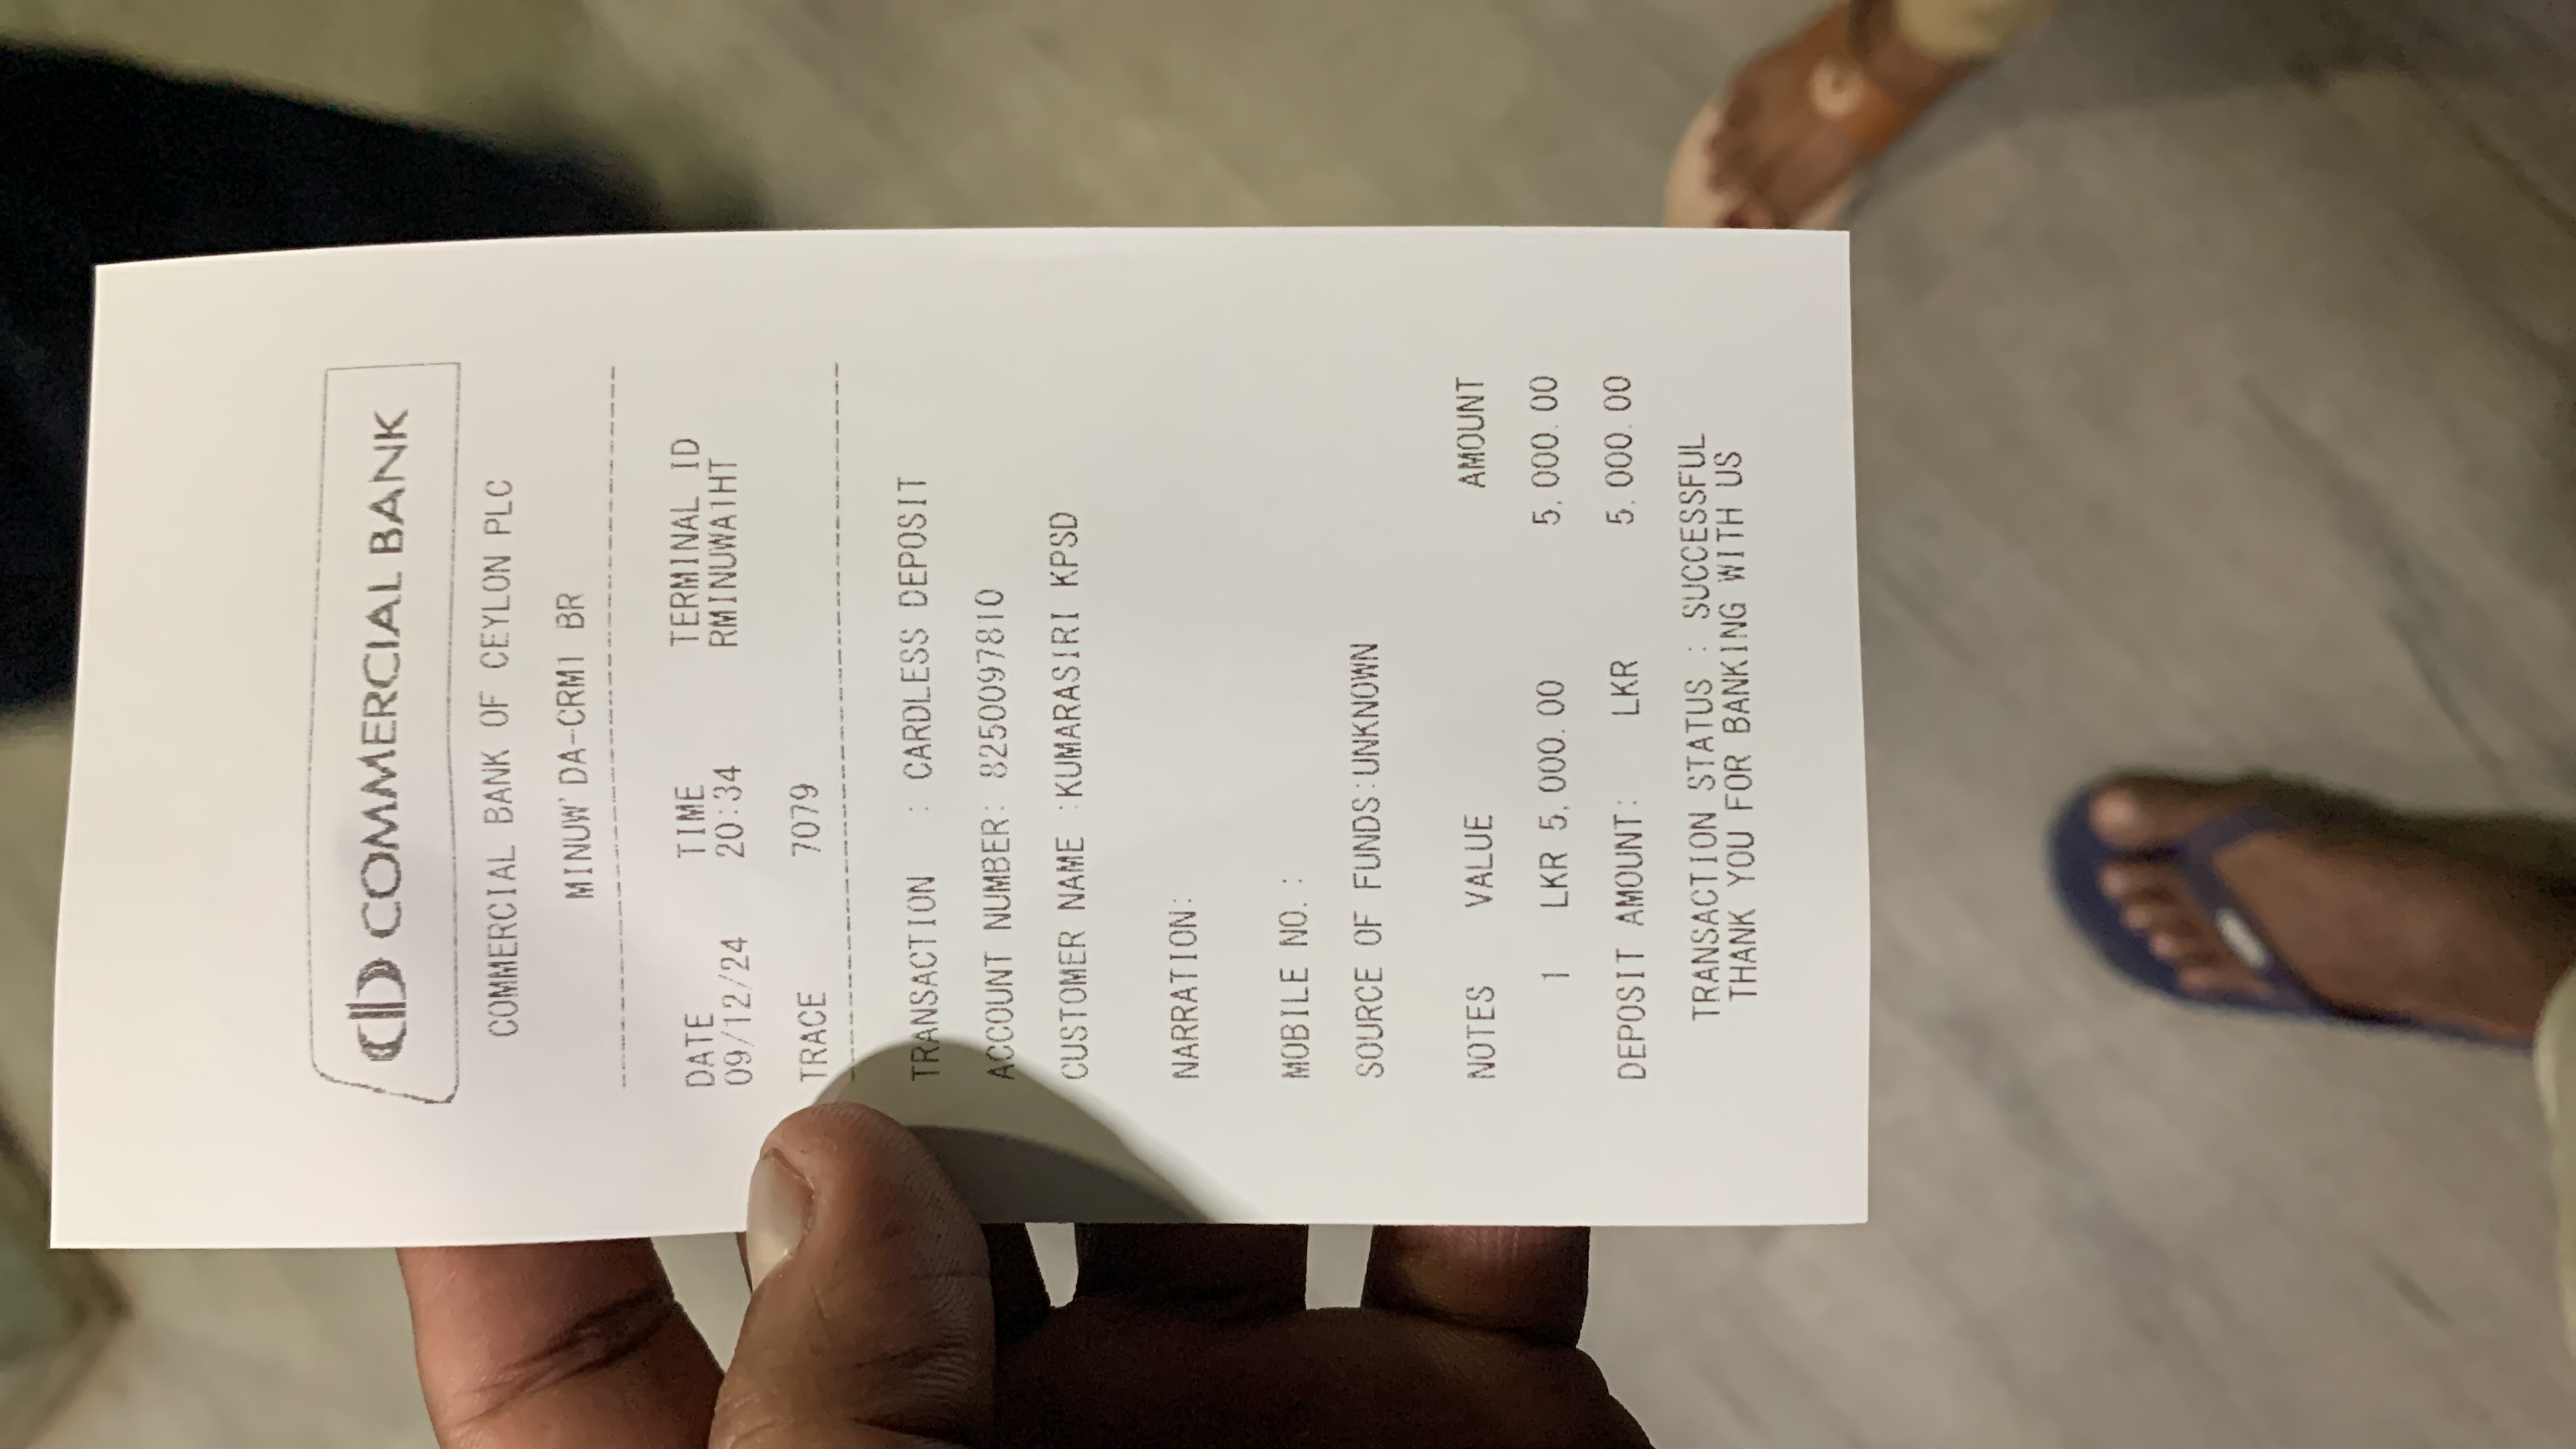 COMMERCIAL BANK
COMMERCIAL BANK OF CEYLON PLC
MINUW'DA-CRM1 BR
DATE TIME TERMINAL ID
09/12/24 20:34 RMINUWA1HT
TRACE 7079
TRANSACTION : CARDLESS DEPOSIT
ACCOUNT NUMBER: 8250097810
CUSTOMER NAME :KUMARASIRI KPSD
NARRATION:
MOBILE NO.:
SOURCE OF FUNDS:UNKNOWN
NOTES VALUE AMOUNT
1 LKR 5,000.00 5,000.00
DEPOSIT AMOUNT: LKR 5,000.00
TRANSACTION STATUS : SUCCESSFUL
THANK YOU FOR BANKING WITH US